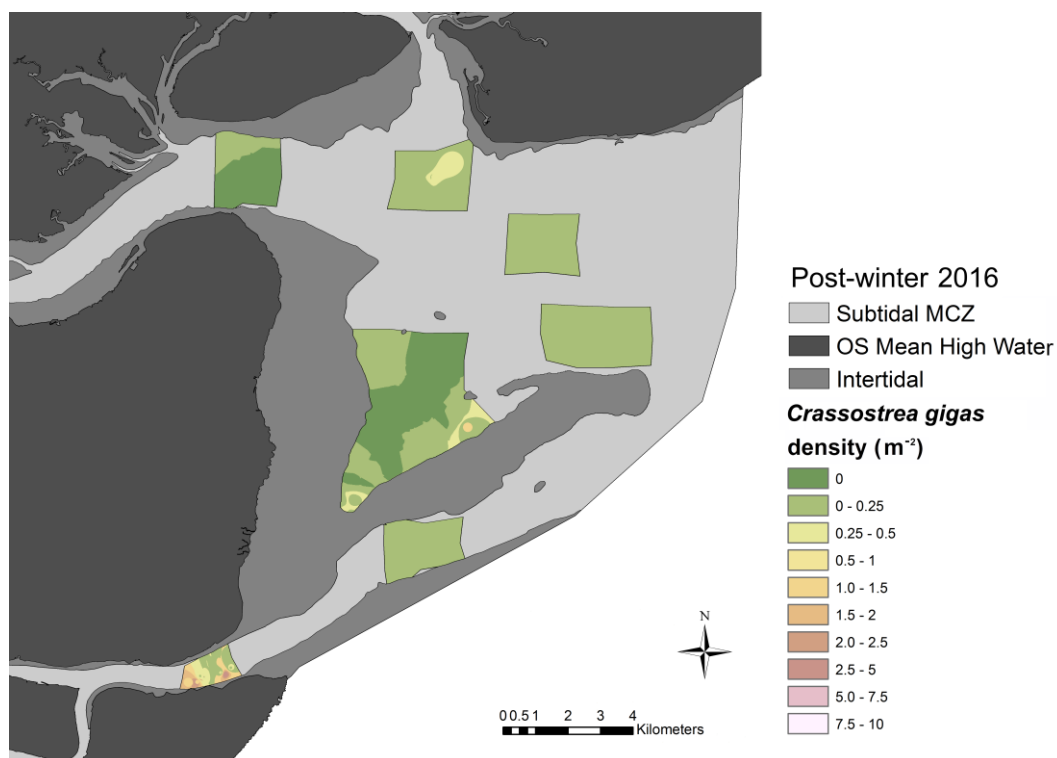 Post-winter 2016
Subtidal MCZ
OS Mean High Water
Intertidal
Crassostrea gigas
density (m⁻²)
0
0 - 0.25
0.25 - 0.5
0.5 - 1
1.0 - 1.5
1.5 - 2
2.0 - 2.5
2.5 - 5
5.0 - 7.5
7.5 - 10
N
0 0.5 1 2 3 4
Kilometers